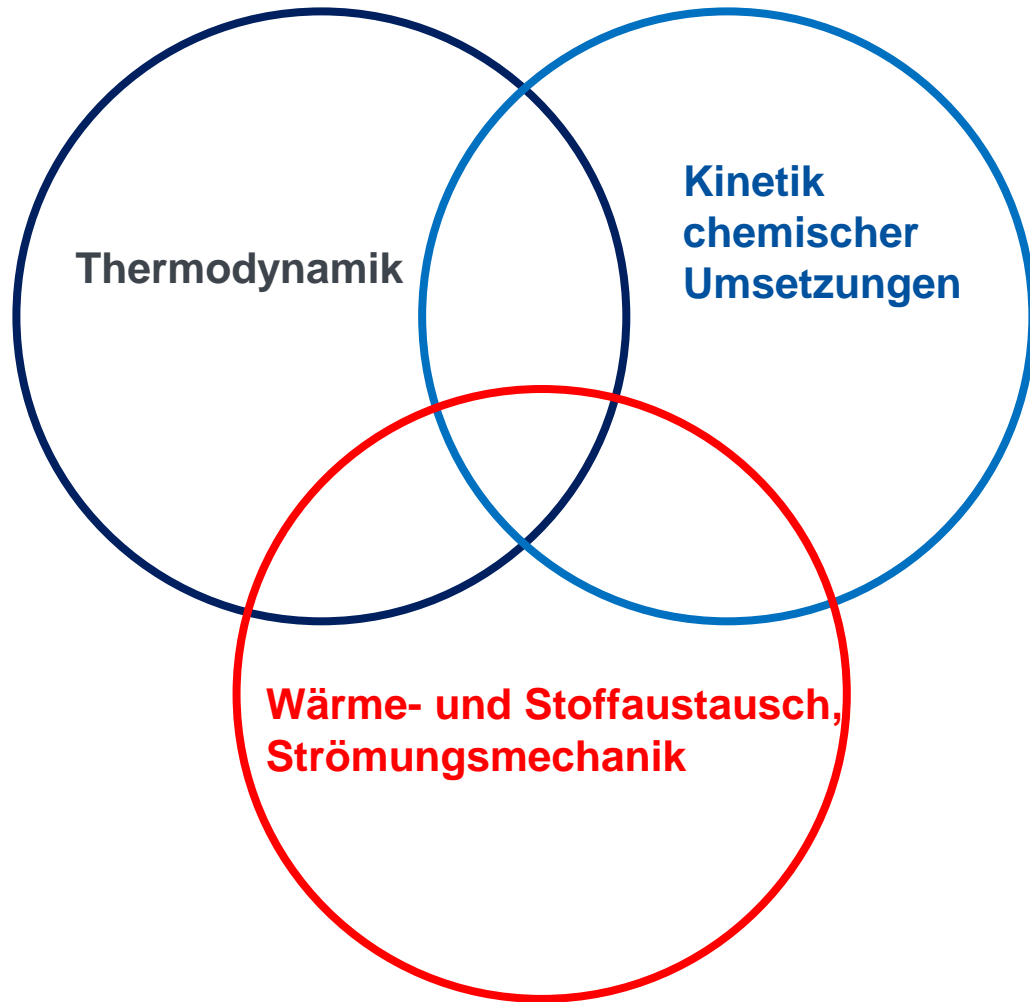 Thermodynamik
Kinetik
chemischer
Umsetzungen
Wärme- und Stoffaustausch,
Strömungsmechanik